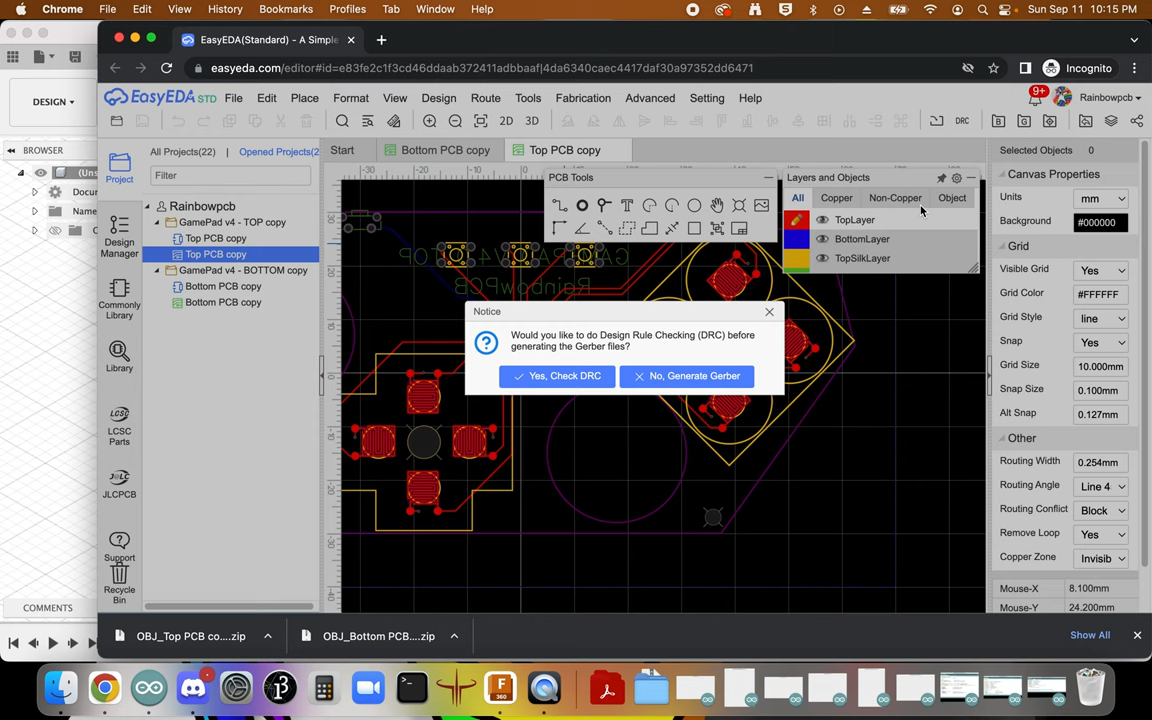 Chrome File Edit View History Bookmarks Profiles Tab Window Help Sun Sep 11 10:15 PM
EasyEDA(Standard) - A Simple
easyeda.com/editor#id=e83fe2c1f3cd46ddaab372411adbbaaf|4da6340caec4417daf30a97352dd6471
Incognito
EasyEDA STD File Edit Place Format View Design Route Tools Fabrication Advanced Setting Help
9+ Rainbowpcb
2D 3D DRC
DESIGN
BROWSER
(Uns
Docu
Name
COMMENTS
All Projects(22) | Opened Projects(2
Filter
Rainbowpcb
GamePad v4 - TOP copy
Top PCB copy
Top PCB copy
GamePad v4 - BOTTOM copy
Bottom PCB copy
Bottom PCB copy
Project
Design
Manager
Commonly
Library
Library
LCSC
LCSC
Parts
JLCPCB
Support
Recycle
Bin
Start Bottom PCB copy Top PCB copy
PCB Tools
Layers and Objects
All Copper Non-Copper Object
TopLayer
BottomLayer
TopSilkLayer
GAMEPAD V4 TOP
RainbowPCB
Notice
Would you like to do Design Rule Checking (DRC) before
generating the Gerber files?
Yes, Check DRC
No, Generate Gerber
Selected Objects 0
Canvas Properties
Units mm
Background #000000
Grid
Visible Grid Yes
Grid Color #FFFFFF
Grid Style line
Snap Yes
Grid Size 10.000mm
Snap Size 0.100mm
Alt Snap 0.127mm
Other
Routing Width 0.254mm
Routing Angle Line 4
Routing Conflict Block
Remove Loop Yes
Copper Zone Invisib
Mouse-X 8.100mm
Mouse-Y 24.200mm
OBJ_Top PCB co....zip
OBJ_Bottom PCB....zip
Show All
F
360